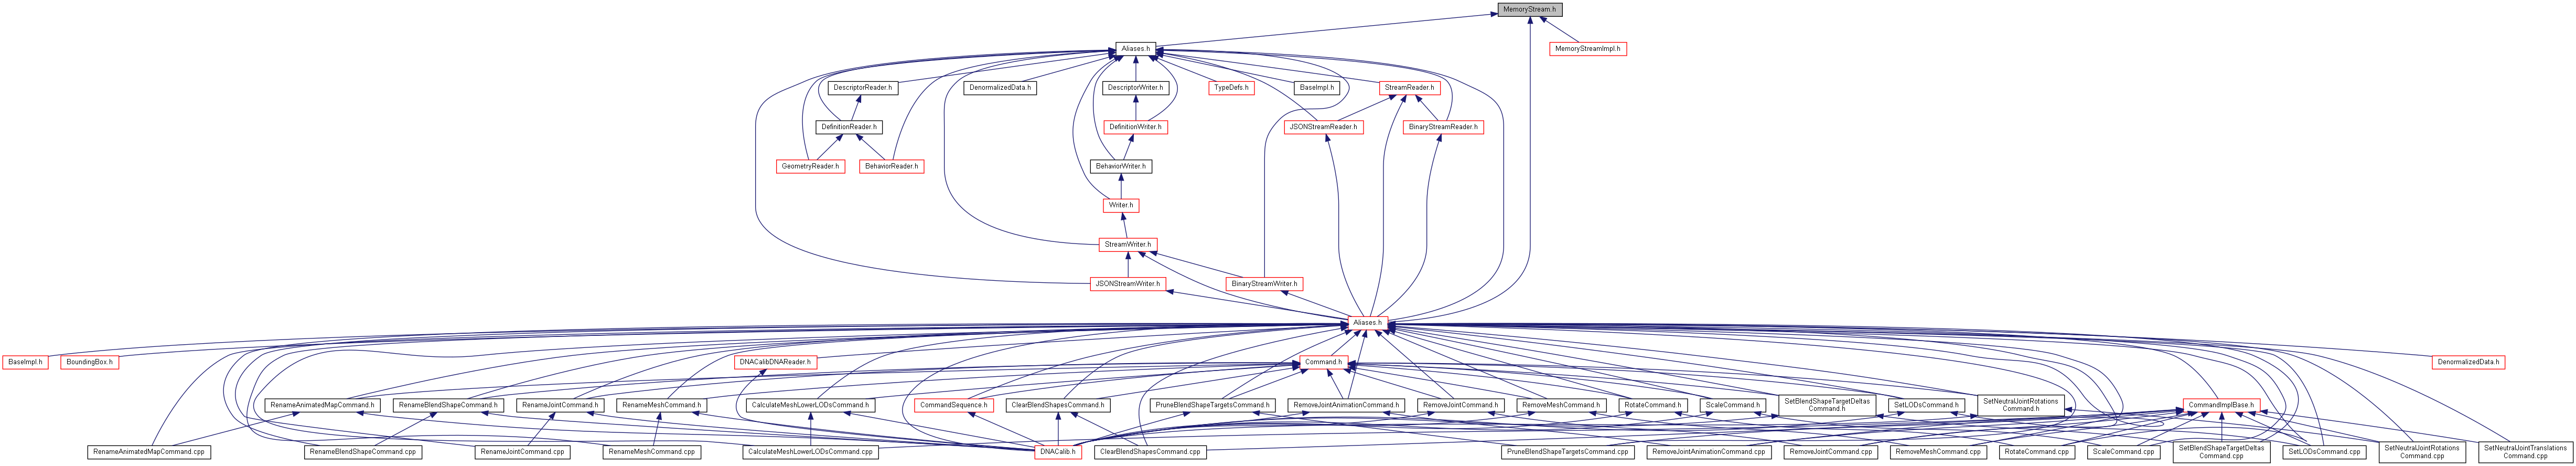 MemoryStream.h
Aliases.h
MemoryStreamImpl.h
DescriptorReader.h
DenormalizedData.h
DescriptorWriter.h
TypeDefs.h
BaseImpl.h
StreamReader.h
DefinitionReader.h
DefinitionWriter.h
JSONStreamReader.h
BinaryStreamReader.h
GeometryReader.h
BehaviorReader.h
BehaviorWriter.h
Writer.h
StreamWriter.h
JSONStreamWriter.h
BinaryStreamWriter.h
Aliases.h
BaseImpl.h
BoundingBox.h
DNACalibDNAReader.h
Command.h
DenormalizedData.h
RenameAnimatedMapCommand.h
RenameBlendShapeCommand.h
RenameJointCommand.h
RenameMeshCommand.h
CalculateMeshLowerLODsCommand.h
CommandSequence.h
ClearBlendShapesCommand.h
PruneBlendShapeTargetsCommand.h
RemoveJointAnimationCommand.h
RemoveJointCommand.h
RemoveMeshCommand.h
RotateCommand.h
ScaleCommand.h
SetBlendShapeTargetDeltas
Command.h
SetLODsCommand.h
SetNeutralJointRotations
Command.h
CommandImplBase.h
RenameAnimatedMapCommand.cpp
RenameBlendShapeCommand.cpp
RenameJointCommand.cpp
RenameMeshCommand.cpp
CalculateMeshLowerLODsCommand.cpp
DNACalib.h
ClearBlendShapesCommand.cpp
PruneBlendShapeTargetsCommand.cpp
RemoveJointAnimationCommand.cpp
RemoveJointCommand.cpp
RemoveMeshCommand.cpp
RotateCommand.cpp
ScaleCommand.cpp
SetBlendShapeTargetDeltas
Command.cpp
SetLODsCommand.cpp
SetNeutralJointRotations
Command.cpp
SetNeutralJointTranslations
Command.cpp